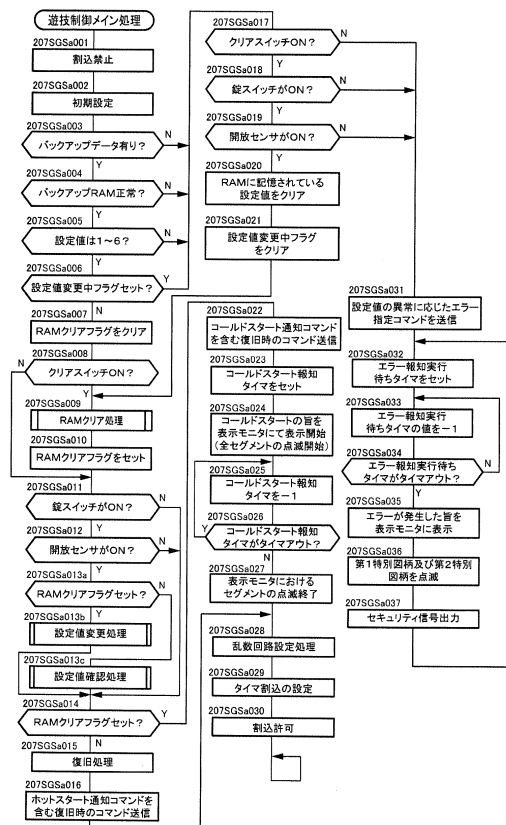 遊技制御メイン処理
207SGSa001
割込禁止
207SGSa002
初期設定
207SGSa003
バックアップデータ有り?
N
Y
207SGSa004
バックアップRAM正常?
N
Y
207SGSa005
設定値は1~6?
N
Y
207SGSa006
設定値変更中フラグセット?
Y
N
207SGSa007
RAMクリアフラグをクリア
207SGSa008
クリアスイッチON?
N
Y
207SGSa009
RAMクリア処理
207SGSa010
RAMクリアフラグをセット
207SGSa011
錠スイッチがON?
N
Y
207SGSa012
開放センサがON?
N
Y
207SGSa013a
RAMクリアフラグセット?
N
Y
207SGSa013b
設定値変更処理
207SGSa013c
設定値確認処理
207SGSa014
RAMクリアフラグセット?
Y
N
207SGSa015
復旧処理
207SGSa016
ホットスタート通知コマンドを
含む復旧時のコマンド送信
207SGSa017
クリアスイッチON?
N
Y
207SGSa018
錠スイッチがON?
N
Y
207SGSa019
開放センサがON?
N
Y
207SGSa020
RAMに記憶されている
設定値をクリア
207SGSa021
設定値変更中フラグ
をクリア
207SGSa022
コールドスタート通知コマンド
を含む復旧時のコマンド送信
207SGSa023
コールドスタート報知
タイマをセット
207SGSa024
コールドスタートの旨を
表示モニタにて表示開始
(全セグメントの点滅開始)
207SGSa025
コールドスタート報知
タイマを-1
207SGSa026
コールドスタート報知
タイマがタイムアウト?
Y
N
207SGSa027
表示モニタにおける
セグメントの点滅終了
207SGSa028
乱数回路設定処理
207SGSa029
タイマ割込の設定
207SGSa030
割込許可
207SGSa031
設定値の異常に応じたエラー
指定コマンドを送信
207SGSa032
エラー報知実行
待ちタイマをセット
207SGSa033
エラー報知実行
待ちタイマの値を-1
207SGSa034
エラー報知実行待ち
タイマがタイマアウト?
N
Y
207SGSa035
エラーが発生した旨を
表示モニタに表示
207SGSa036
第1特別図柄及び第2特別
図柄を点滅
207SGSa037
セキュリティ信号出力